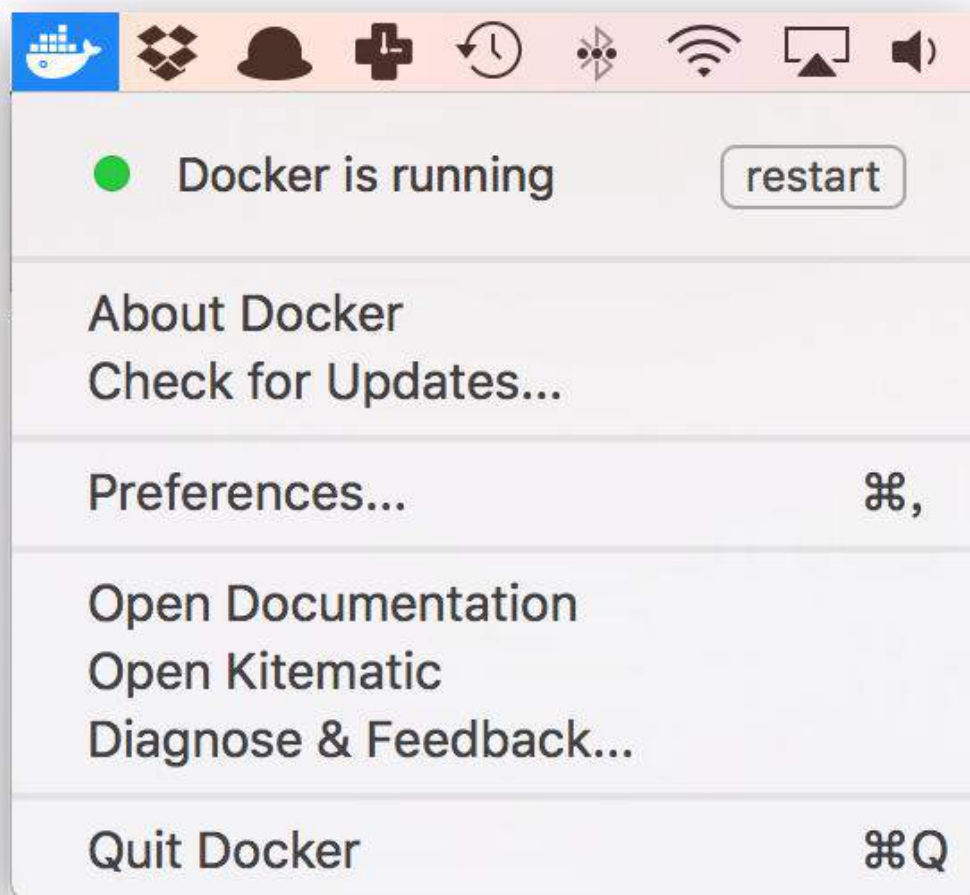 Docker is running restart
About Docker
Check for Updates...
Preferences... ⌘,
Open Documentation
Open Kitematic
Diagnose & Feedback...
Quit Docker ⌘Q